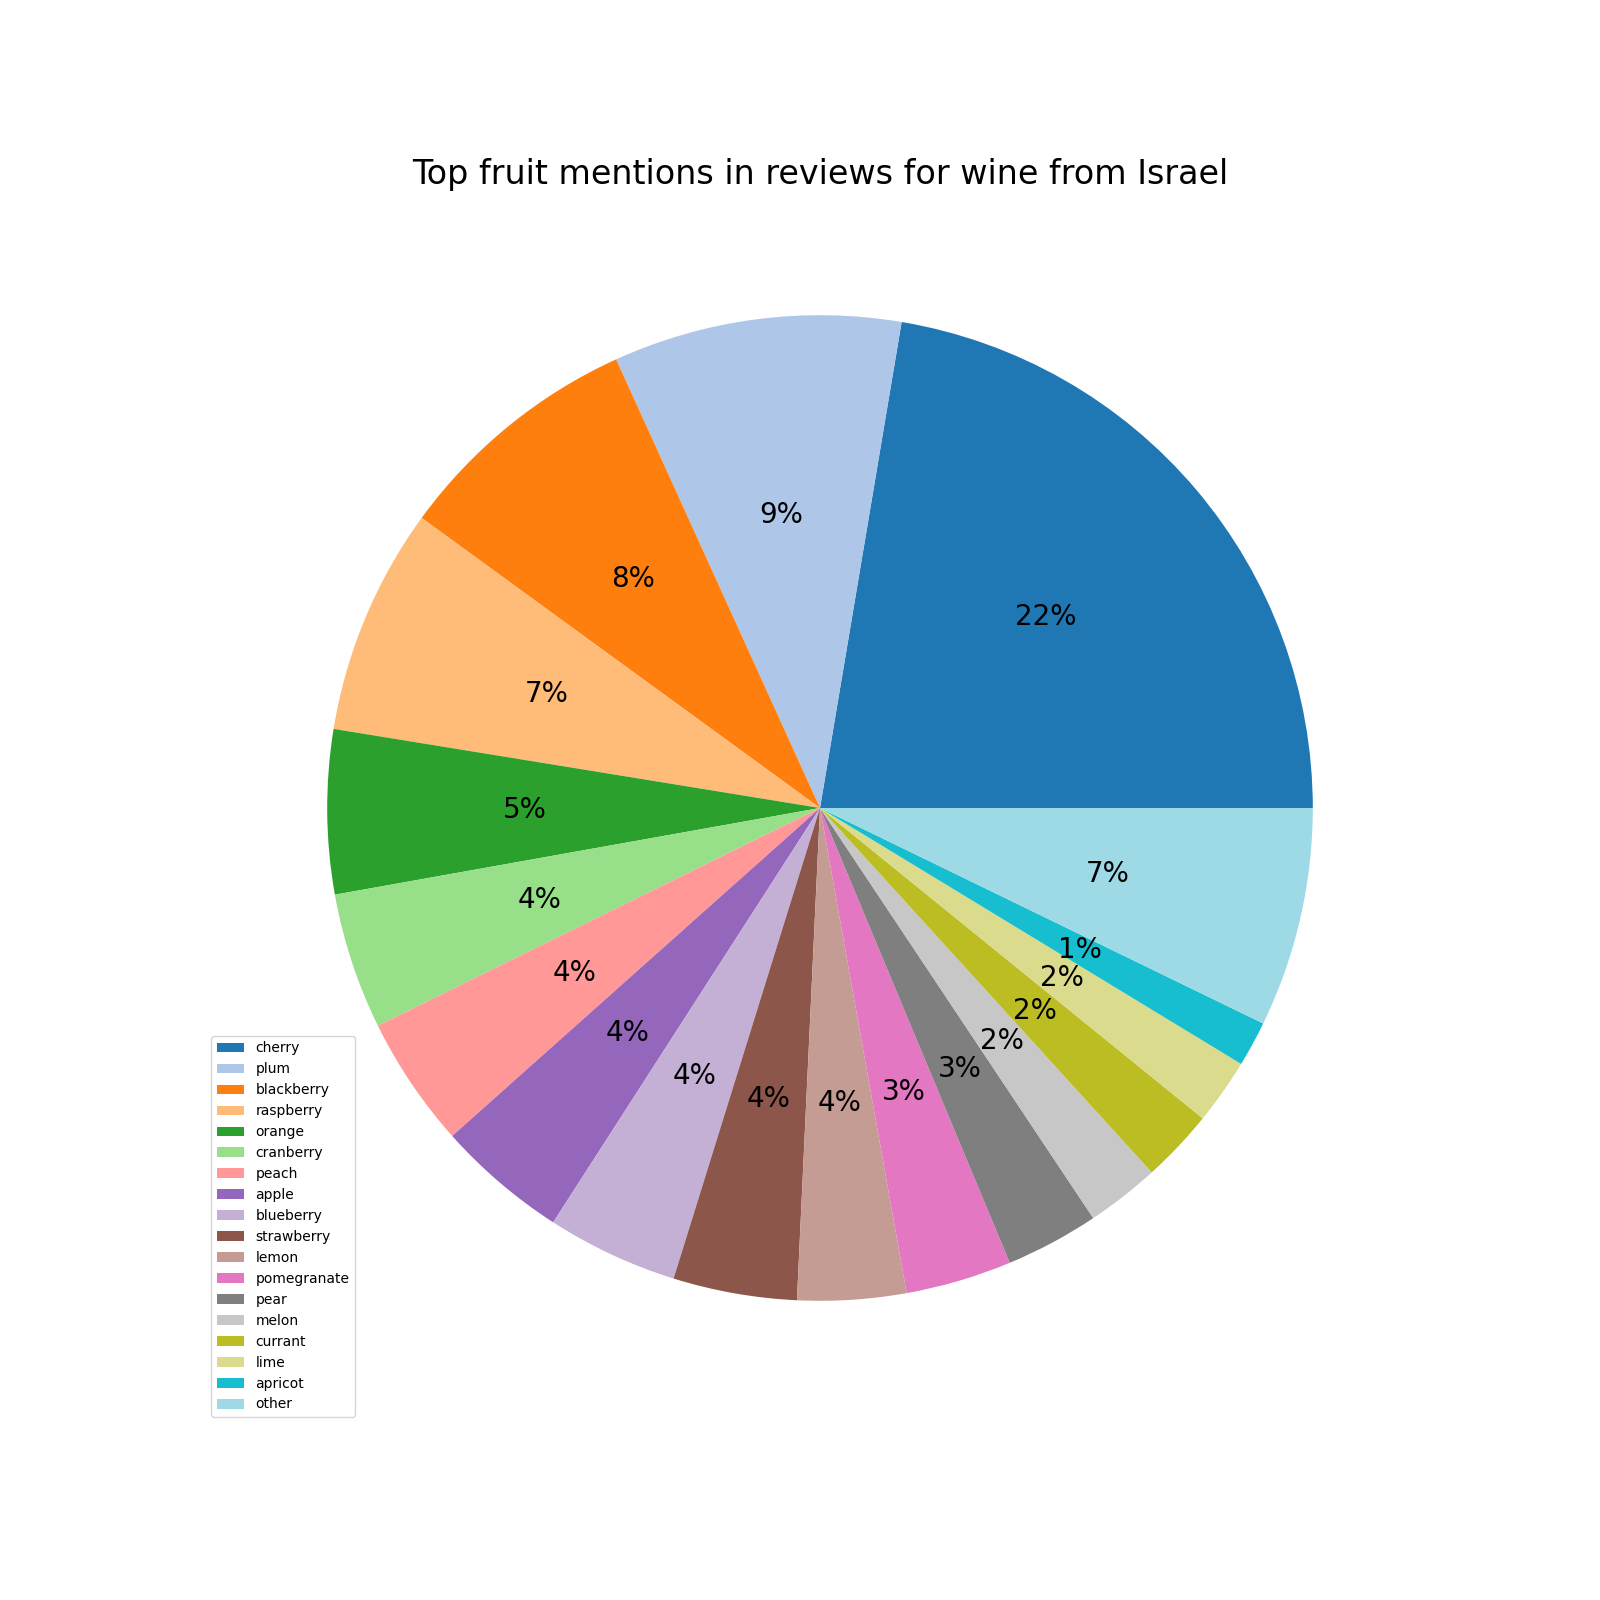 Top fruit mentions in reviews for wine from Israel
22%
9%
8%
7%
5%
4%
4%
4%
4%
4%
4%
3%
3%
2%
2%
2%
1%
7%
cherry
plum
blackberry
raspberry
orange
cranberry
peach
apple
blueberry
strawberry
lemon
pomegranate
pear
melon
currant
lime
apricot
other